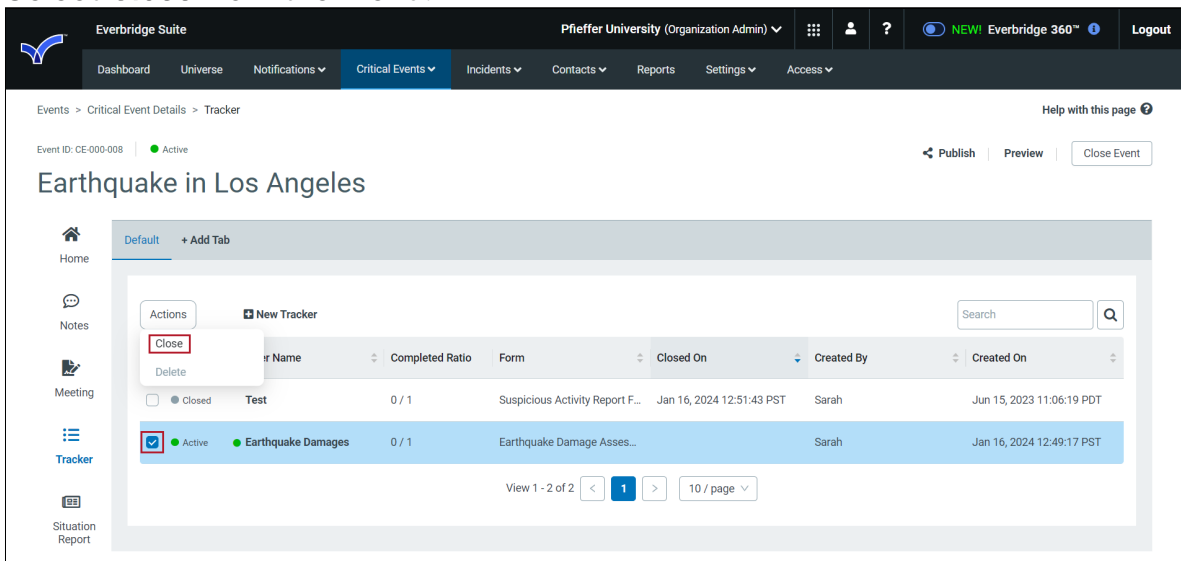 Everbridge Suite
Pfieffer University (Organization Admin)
?
NEW! Everbridge 360™
Logout
Dashboard Universe Notifications Critical Events Incidents Contacts Reports Settings Access
Events > Critical Event Details > Tracker
Help with this page
Event ID: CE-000-008
Active
Publish Preview Close Event
Earthquake in Los Angeles
Home
Default + Add Tab
Notes
Actions New Tracker Search
Close
Delete
er Name Completed Ratio Form Closed On Created By Created On
Meeting
Closed Test 0 / 1 Suspicious Activity Report F... Jan 16, 2024 12:51:43 PST Sarah Jun 15, 2023 11:06:19 PDT
Active Earthquake Damages 0 / 1 Earthquake Damage Asses... Sarah Jan 16, 2024 12:49:17 PST
Tracker
View 1 - 2 of 2 < 1 > 10 / page
Situation
Report